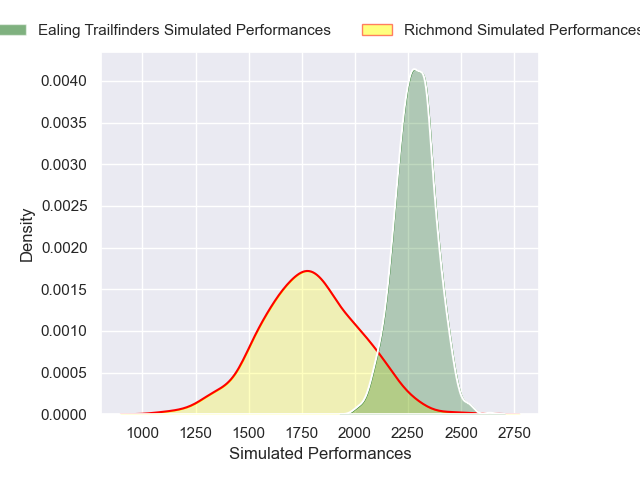 Ealing Trailfinders Simulated Performances
Richmond Simulated Performances
0.0040
0.0035
0.0030
0.0025
0.0020
0.0015
0.0010
0.0005
0.0000
Density
1000 1250 1500 1750 2000 2250 2500 2750
Simulated Performances